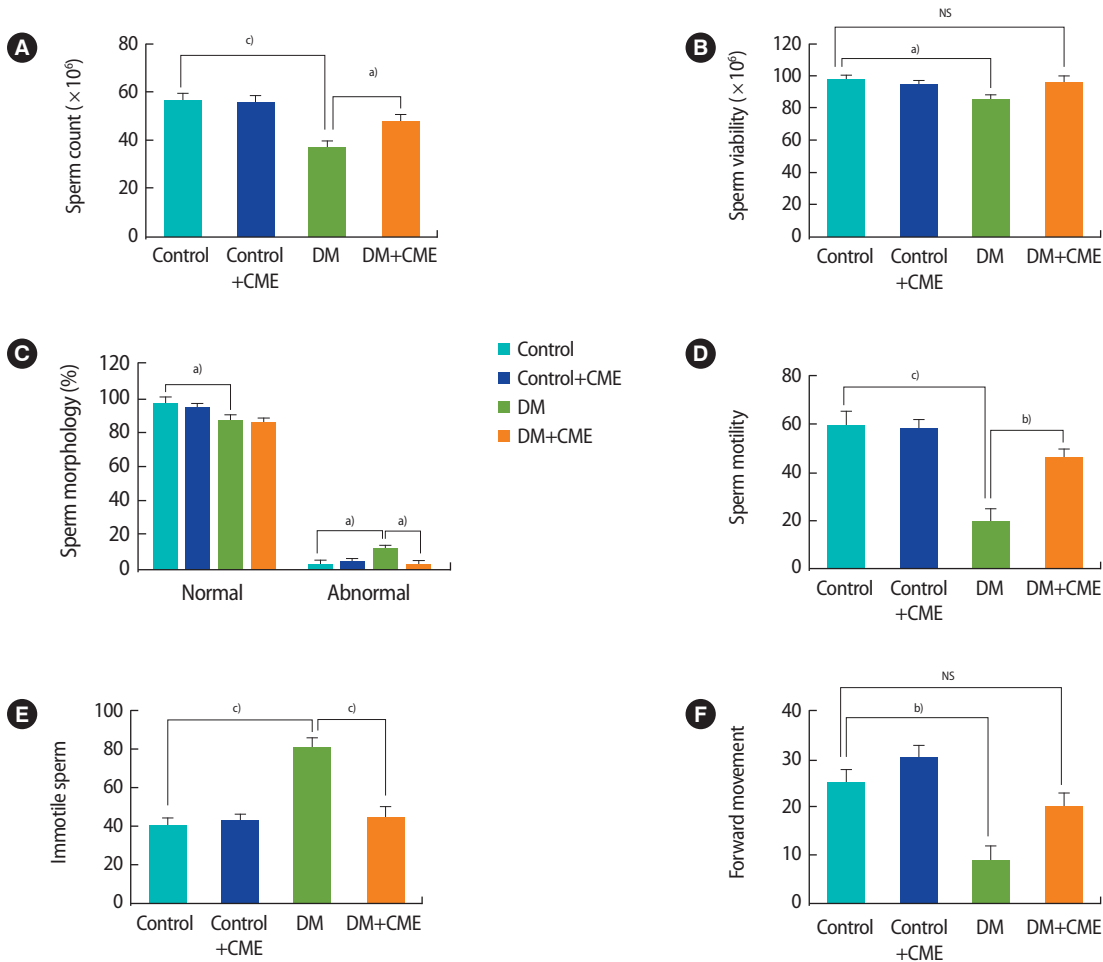 A
Sperm count (×10⁶)
80
60
40
20
0
c)
a)
Control
Control
+CME
DM
DM+CME
B
Sperm viability (×10⁶)
120
100
80
60
40
20
0
NS
a)
Control
Control
+CME
DM
DM+CME
C
Sperm morphology (%)
120
100
80
60
40
20
0
a)
a)
a)
Normal
Abnormal
Control
Control+CME
DM
DM+CME
D
Sperm motility
80
60
40
20
0
c)
b)
Control
Control
+CME
DM
DM+CME
E
Immotile sperm
100
80
60
40
20
0
c)
c)
Control
Control
+CME
DM
DM+CME
F
Forward movement
40
30
20
10
0
NS
b)
Control
Control
+CME
DM
DM+CME